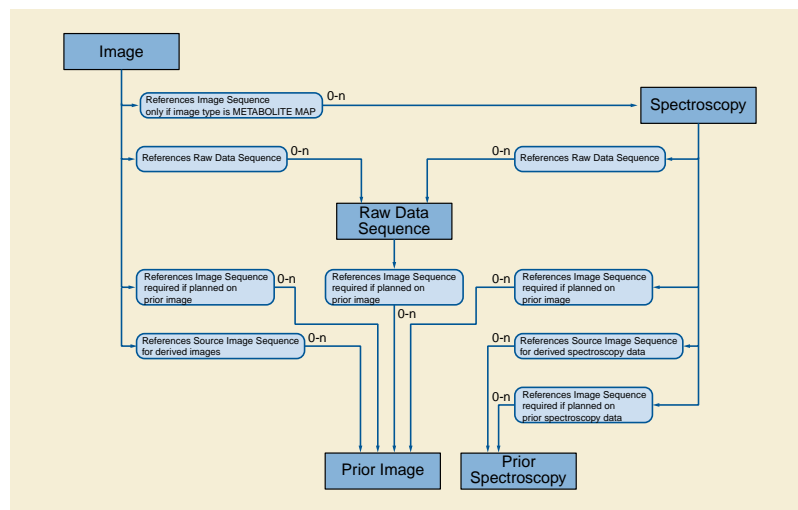 Image
References Image Sequence
only if image type is METABOLITE MAP
0-n
Spectroscopy
References Raw Data Sequence
0-n
0-n
References Raw Data Sequence
Raw Data
Sequence
References Image Sequence
required if planned on
prior image
0-n
References Image Sequence
required if planned on
prior image
0-n
0-n
References Image Sequence
required if planned on
prior image
References Source Image Sequence
for derived images
0-n
0-n
References Source Image Sequence
for derived spectroscopy data
0-n
References Image Sequence
required if planned on
prior spectroscopy data
Prior Image
Prior
Spectroscopy